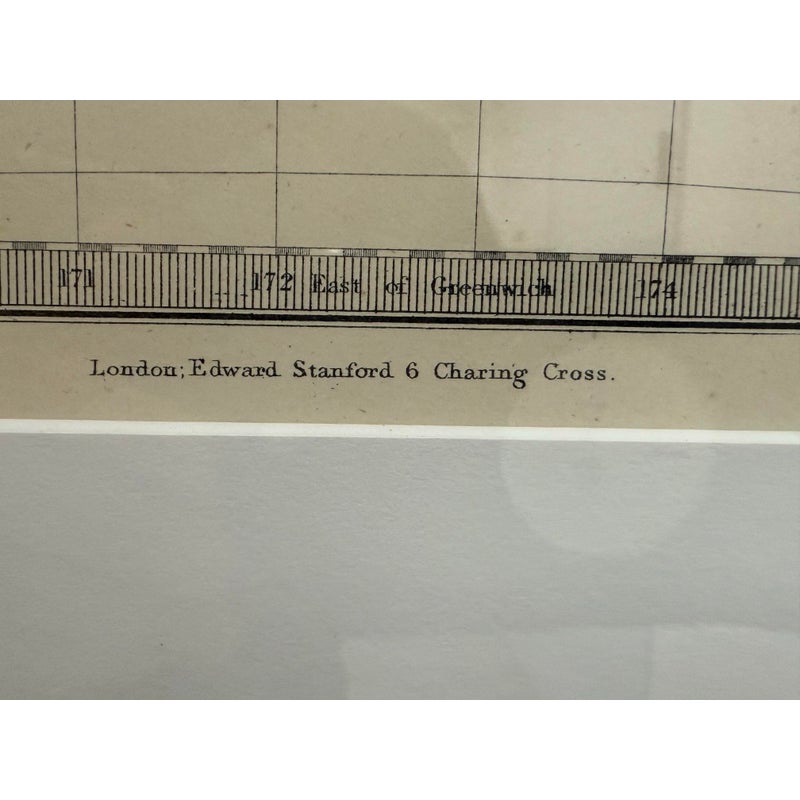 171 172 East of Greenwich 174
London; Edward Stanford 6 Charing Cross.